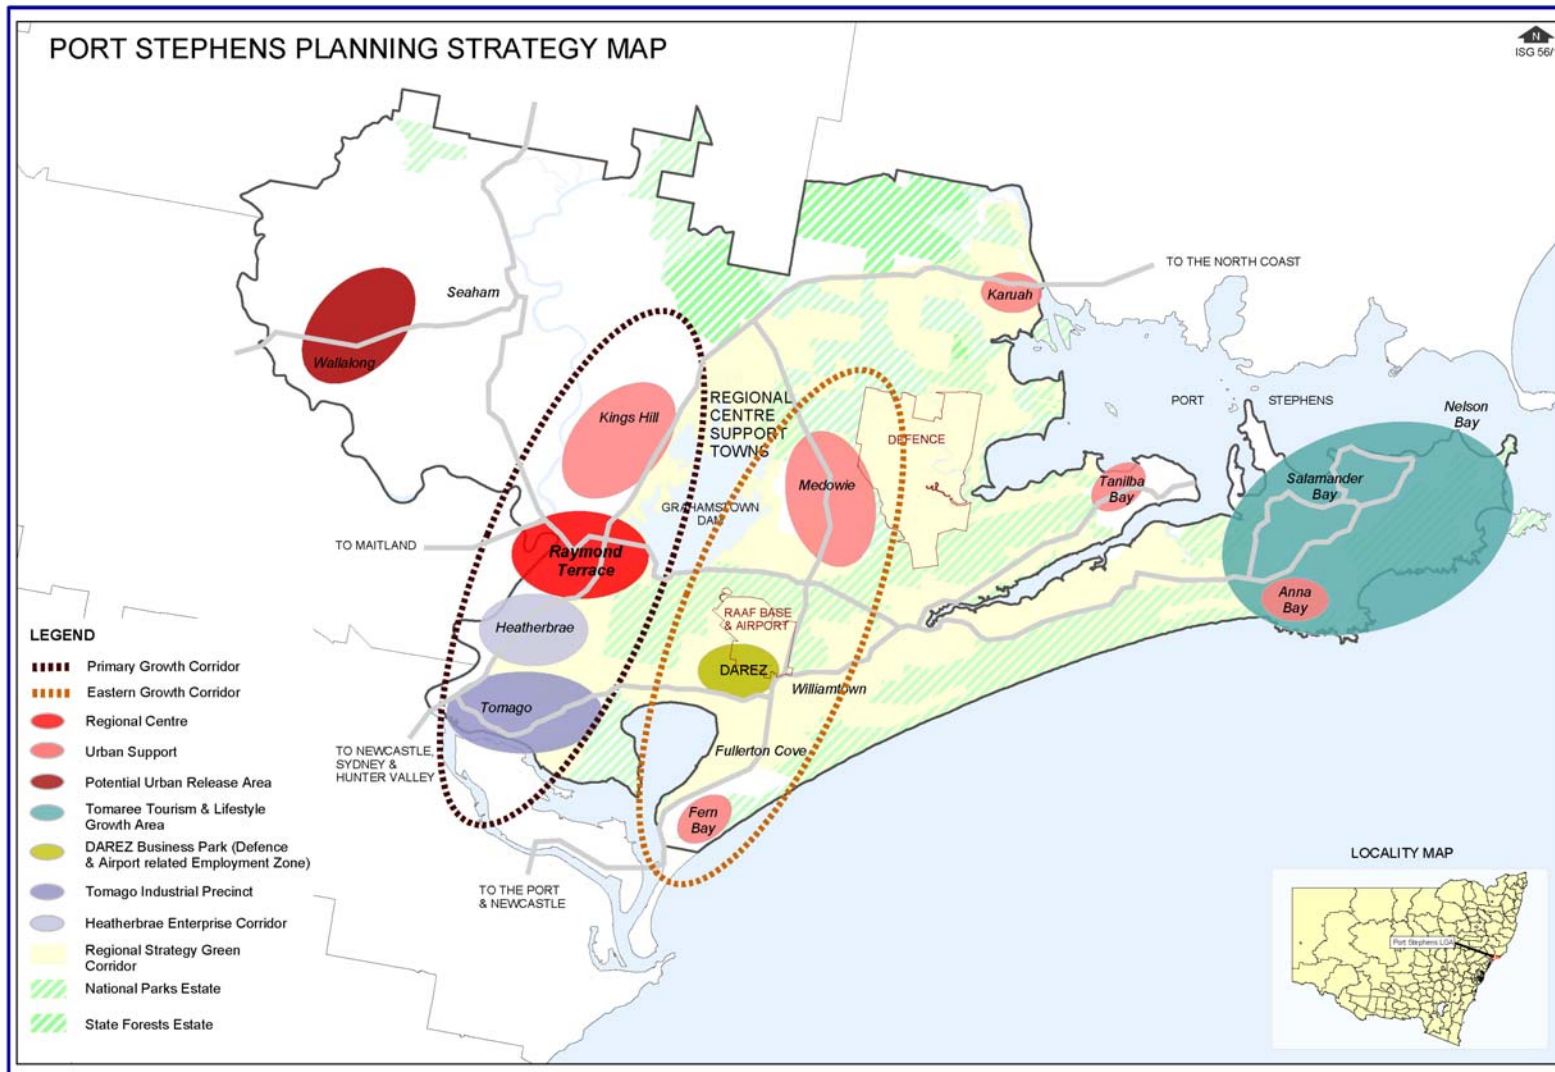 PORT STEPHENS PLANNING STRATEGY MAP
N
ISG 56/
TO THE NORTH COAST
Karuah
Seaham
Wallalong
Kings Hill
REGIONAL
CENTRE
SUPPORT
TOWNS
DEFENCE
PORT STEPHENS
Nelson
Bay
Salamander
Bay
Tanilba
Bay
Medowie
GRAHAMSTOWN
DAM
TO MAITLAND
Raymond
Terrace
Anna
Bay
RAAF BASE
& AIRPORT
Heatherbrae
DAREZ
Williamtown
Tomago
TO NEWCASTLE,
SYDNEY &
HUNTER VALLEY
Fullerton Cove
Fern
Bay
TO THE PORT
& NEWCASTLE
LEGEND
Primary Growth Corridor
Eastern Growth Corridor
Regional Centre
Urban Support
Potential Urban Release Area
Tomaree Tourism & Lifestyle
Growth Area
DAREZ Business Park (Defence
& Airport related Employment Zone)
Tomago Industrial Precinct
Heatherbrae Enterprise Corridor
Regional Strategy Green
Corridor
National Parks Estate
State Forests Estate
LOCALITY MAP
Port Stephens LGA